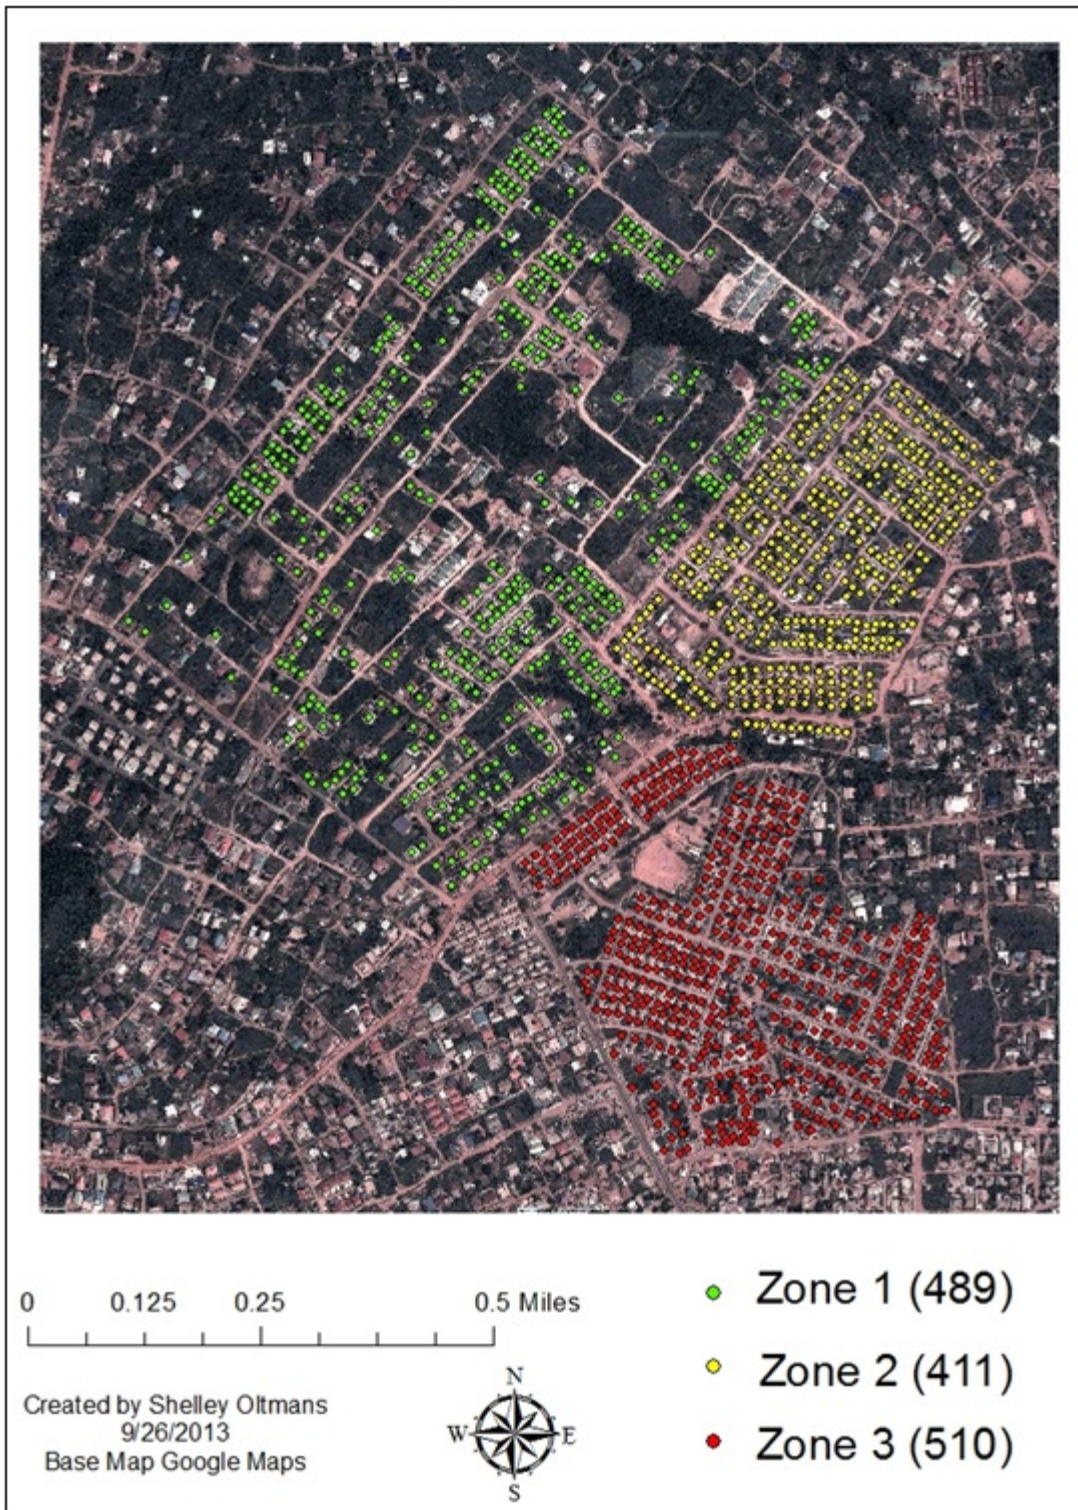 0 0.125 0.25 0.5 Miles
Zone 1 (489)
Zone 2 (411)
Zone 3 (510)
Created by Shelley Oltmans
9/26/2013
Base Map Google Maps
N
W E
S